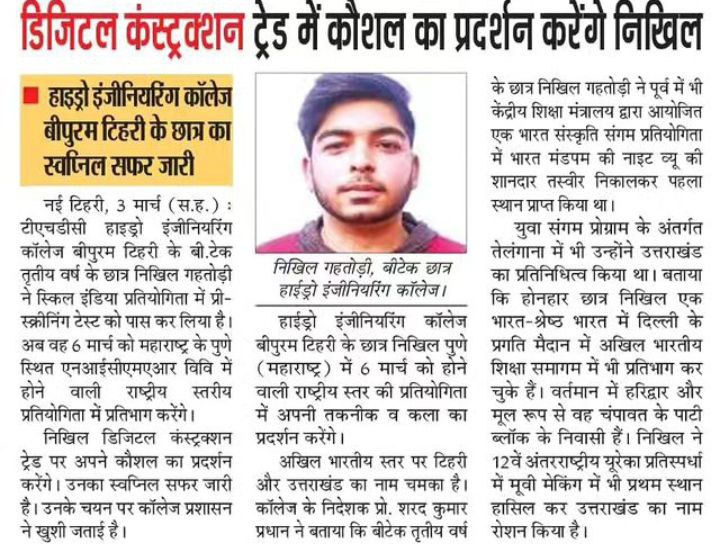 डिजिटल कंस्ट्रक्शन ट्रेड में कौशल का प्रदर्शन करेंगे निखिल
हाइड्रो इंजीनियरिंग कॉलेज
बीपुरम टिहरी के छात्र का
स्वप्निल सफर जारी
नई टिहरी, 3 मार्च (स.ह.) :
टीएचडीसी हाइड्रो इंजीनियरिंग
कॉलेज बीपुरम टिहरी के बी.टेक
तृतीय वर्ष के छात्र निखिल गहतोड़ी
ने स्किल इंडिया प्रतियोगिता में प्री-
स्क्रीनिंग टेस्ट को पास कर लिया है।
अब वह 6 मार्च को महाराष्ट्र के पुणे
स्थित एनआईसीएमएआर विवि में
होने वाली राष्ट्रीय स्तरीय
प्रतियोगिता में प्रतिभाग करेंगे।
निखिल डिजिटल कंस्ट्रक्शन
ट्रेड पर अपने कौशल का प्रदर्शन
करेंगे। उनका स्वप्निल सफर जारी
है। उनके चयन पर कॉलेज प्रशासन
ने खुशी जताई है।
निखिल गहतोड़ी, बीटेक छात्र
हाईड्रो इंजीनियरिंग कॉलेज।
हाईड्रो इंजीनियरिंग कॉलेज
बीपुरम टिहरी के छात्र निखिल पुणे
(महाराष्ट्र) में 6 मार्च को होने
वाली राष्ट्रीय स्तर की प्रतियोगिता
में अपनी तकनीक व कला का
प्रदर्शन करेंगे।
अखिल भारतीय स्तर पर टिहरी
और उत्तराखंड का नाम चमका है।
कॉलेज के निदेशक प्रो. शरद कुमार
प्रधान ने बताया कि बीटेक तृतीय वर्ष
के छात्र निखिल गहतोड़ी ने पूर्व में भी
केंद्रीय शिक्षा मंत्रालय द्वारा आयोजित
एक भारत संस्कृति संगम प्रतियोगिता
में भारत मंडपम की नाइट व्यू की
शानदार तस्वीर निकालकर पहला
स्थान प्राप्त किया था।
युवा संगम प्रोग्राम के अंतर्गत
तेलंगाना में भी उन्होंने उत्तराखंड
का प्रतिनिधित्व किया था। बताया
कि होनहार छात्र निखिल एक
भारत-श्रेष्ठ भारत में दिल्ली के
प्रगति मैदान में अखिल भारतीय
शिक्षा समागम में भी प्रतिभाग कर
चुके हैं। वर्तमान में हरिद्वार और
मूल रूप से वह चंपावत के पाटी
ब्लॉक के निवासी हैं। निखिल ने
12वें अंतरराष्ट्रीय यूरेका प्रतिस्पर्धा
में मूवी मेकिंग में भी प्रथम स्थान
हासिल कर उत्तराखंड का नाम
रोशन किया है।